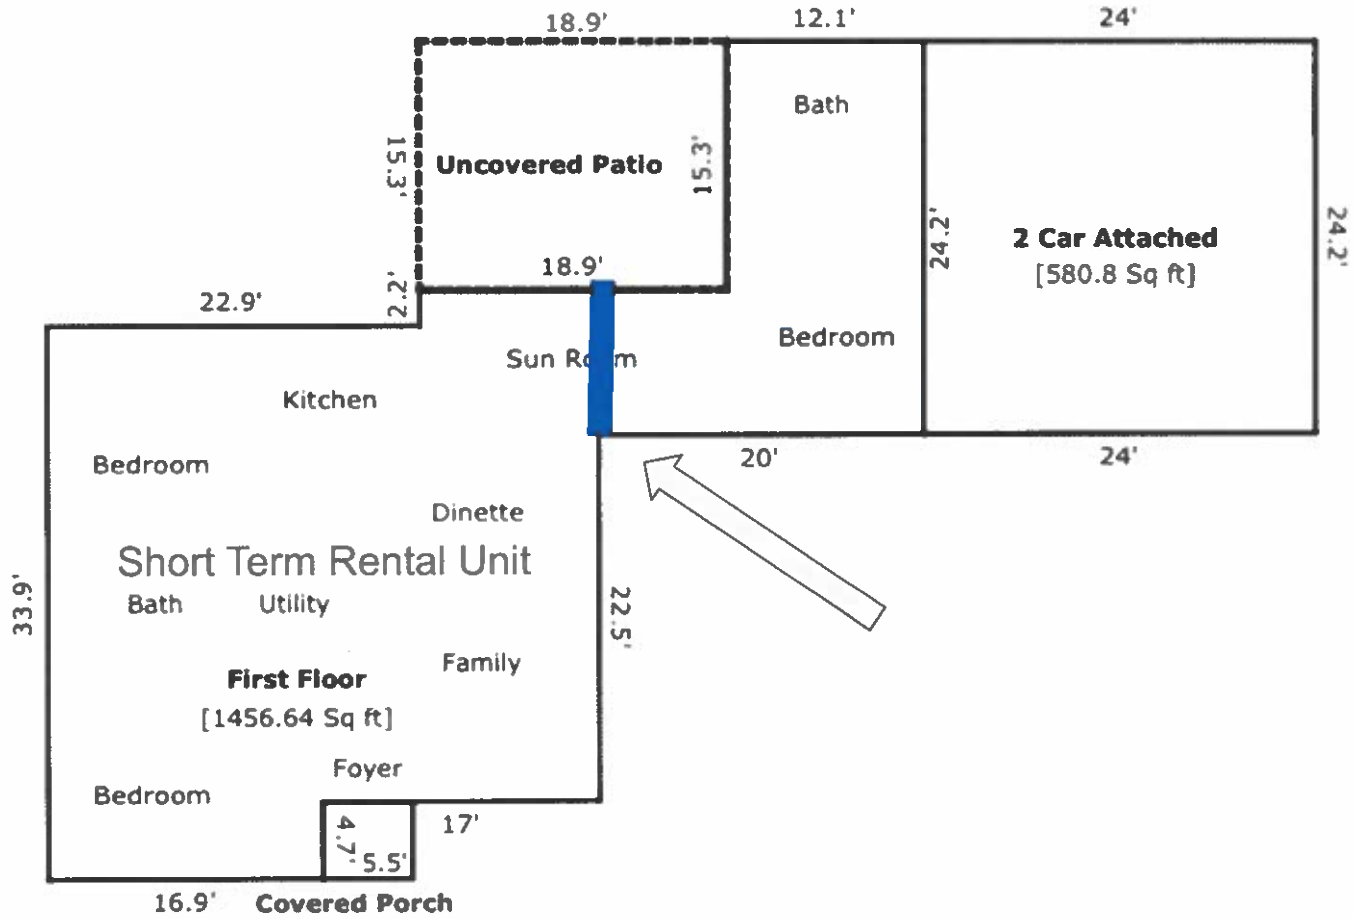 18.9'
12.1'
24'
Bath
15.3'
Uncovered Patio
15.3'
24.2'
2 Car Attached
[580.8 Sq ft]
24.2'
18.9'
2.2'
22.9'
Bedroom
Sun Room
Kitchen
20'
24'
Bedroom
Dinette
Short Term Rental Unit
33.9'
Bath
Utility
22.5'
Family
First Floor
[1456.64 Sq ft]
Foyer
Bedroom
4.7'
17'
5.5'
16.9'
Covered Porch